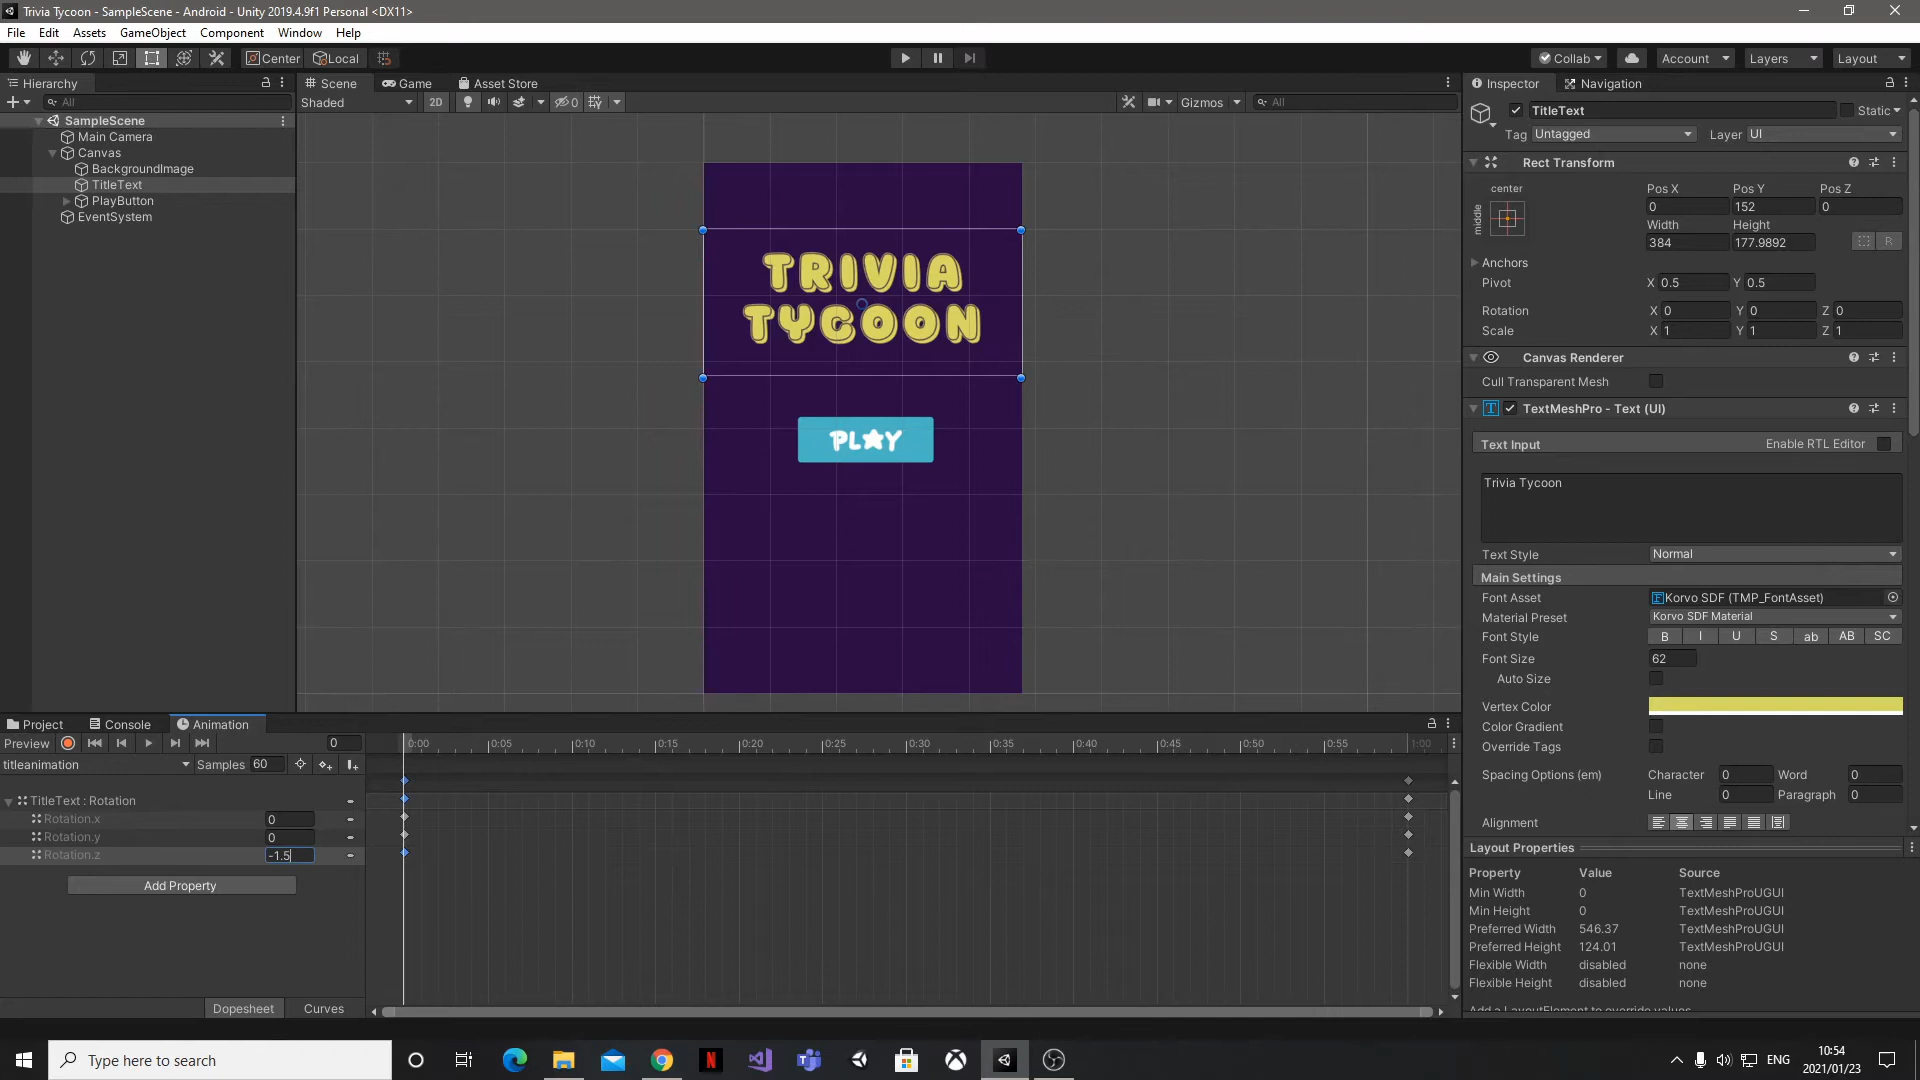 Trivia Tycoon - SampleScene - Android - Unity 2019.4.9f1 Personal <DX11>
File Edit Assets GameObject Component Window Help
Center Local Collab Account Layers Layout
Hierarchy
All
SampleScene
Main Camera
Canvas
BackgroundImage
TitleText
PlayButton
EventSystem
Scene Game Asset Store
Shaded 2D 0 Gizmos All
TRIVIA
TYCOON
PLAY
Inspector Navigation
TitleText Static
Tag Untagged Layer UI
Rect Transform
center
middle
Pos X Pos Y Pos Z
0 152 0
Width Height
384 177.9892 R
Anchors
Pivot X 0.5 Y 0.5
Rotation X 0 Y 0 Z 0
Scale X 1 Y 1 Z 1
Canvas Renderer
Cull Transparent Mesh
TextMeshPro - Text (UI)
Text Input Enable RTL Editor
Trivia Tycoon
Text Style Normal
Main Settings
Font Asset Korvo SDF (TMP_FontAsset)
Material Preset Korvo SDF Material
Font Style B I U S ab AB SC
Font Size 62
Auto Size
Vertex Color
Color Gradient
Override Tags
Spacing Options (em) Character 0 Word 0
Line 0 Paragraph 0
Alignment
Layout Properties
Property Value Source
Min Width 0 TextMeshProUGUI
Min Height 0 TextMeshProUGUI
Preferred Width 546.37 TextMeshProUGUI
Preferred Height 124.01 TextMeshProUGUI
Flexible Width disabled none
Flexible Height disabled none
Add a LayoutElement to override values
Project Console Animation
Preview 0 0:00 0:05 0:10 0:15 0:20 0:25 0:30 0:35 0:40 0:45 0:50 0:55 1:00
titleanimation Samples 60
TitleText : Rotation
Rotation.x 0
Rotation.y 0
Rotation.z -1.5
Add Property
Dopesheet Curves
Type here to search
ENG
10:54
2021/01/23